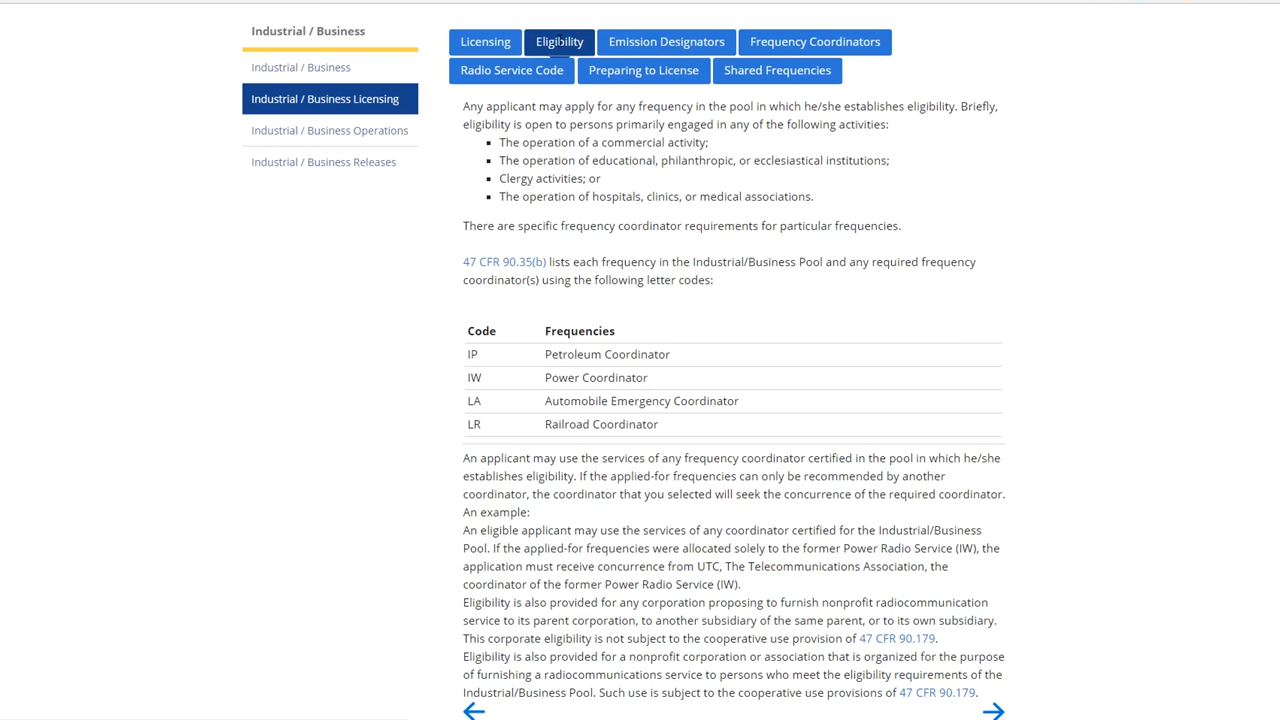 Industrial / Business
Industrial / Business
Industrial / Business Licensing
Industrial / Business Operations
Industrial / Business Releases
Licensing
Eligibility
Emission Designators
Frequency Coordinators
Radio Service Code
Preparing to License
Shared Frequencies
Any applicant may apply for any frequency in the pool in which he/she establishes eligibility. Briefly,
eligibility is open to persons primarily engaged in any of the following activities:
The operation of a commercial activity;
The operation of educational, philanthropic, or ecclesiastical institutions;
Clergy activities; or
The operation of hospitals, clinics, or medical associations.
There are specific frequency coordinator requirements for particular frequencies.
47 CFR 90.35(b) lists each frequency in the Industrial/Business Pool and any required frequency
coordinator(s) using the following letter codes:
Code Frequencies
IP Petroleum Coordinator
IW Power Coordinator
LA Automobile Emergency Coordinator
LR Railroad Coordinator
An applicant may use the services of any frequency coordinator certified in the pool in which he/she
establishes eligibility. If the applied-for frequencies can only be recommended by another
coordinator, the coordinator that you selected will seek the concurrence of the required coordinator.
An example:
An eligible applicant may use the services of any coordinator certified for the Industrial/Business
Pool. If the applied-for frequencies were allocated solely to the former Power Radio Service (IW), the
application must receive concurrence from UTC, The Telecommunications Association, the
coordinator of the former Power Radio Service (IW).
Eligibility is also provided for any corporation proposing to furnish nonprofit radiocommunication
service to its parent corporation, to another subsidiary of the same parent, or to its own subsidiary.
This corporate eligibility is not subject to the cooperative use provision of 47 CFR 90.179.
Eligibility is also provided for a nonprofit corporation or association that is organized for the purpose
of furnishing a radiocommunications service to persons who meet the eligibility requirements of the
Industrial/Business Pool. Such use is subject to the cooperative use provisions of 47 CFR 90.179.